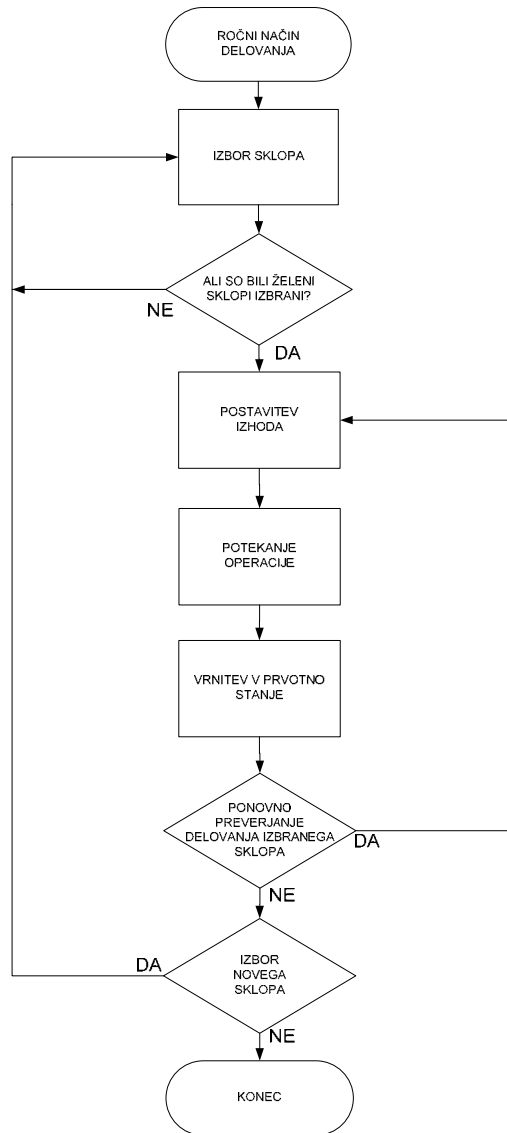 ROČNI NAČIN
DELOVANJA
IZBOR SKLOPA
ALI SO BILI ŽELENI
SKLOPI IZBRANI?
NE
DA
POSTAVITEV
IZHODA
POTEKANJE
OPERACIJE
VRNITEV V PRVOTNO
STANJE
PONOVNO
PREVERJANJE
DELOVANJA IZBRANEGA
SKLOPA
DA
NE
IZBOR
NOVEGA
SKLOPA
DA
NE
KONEC